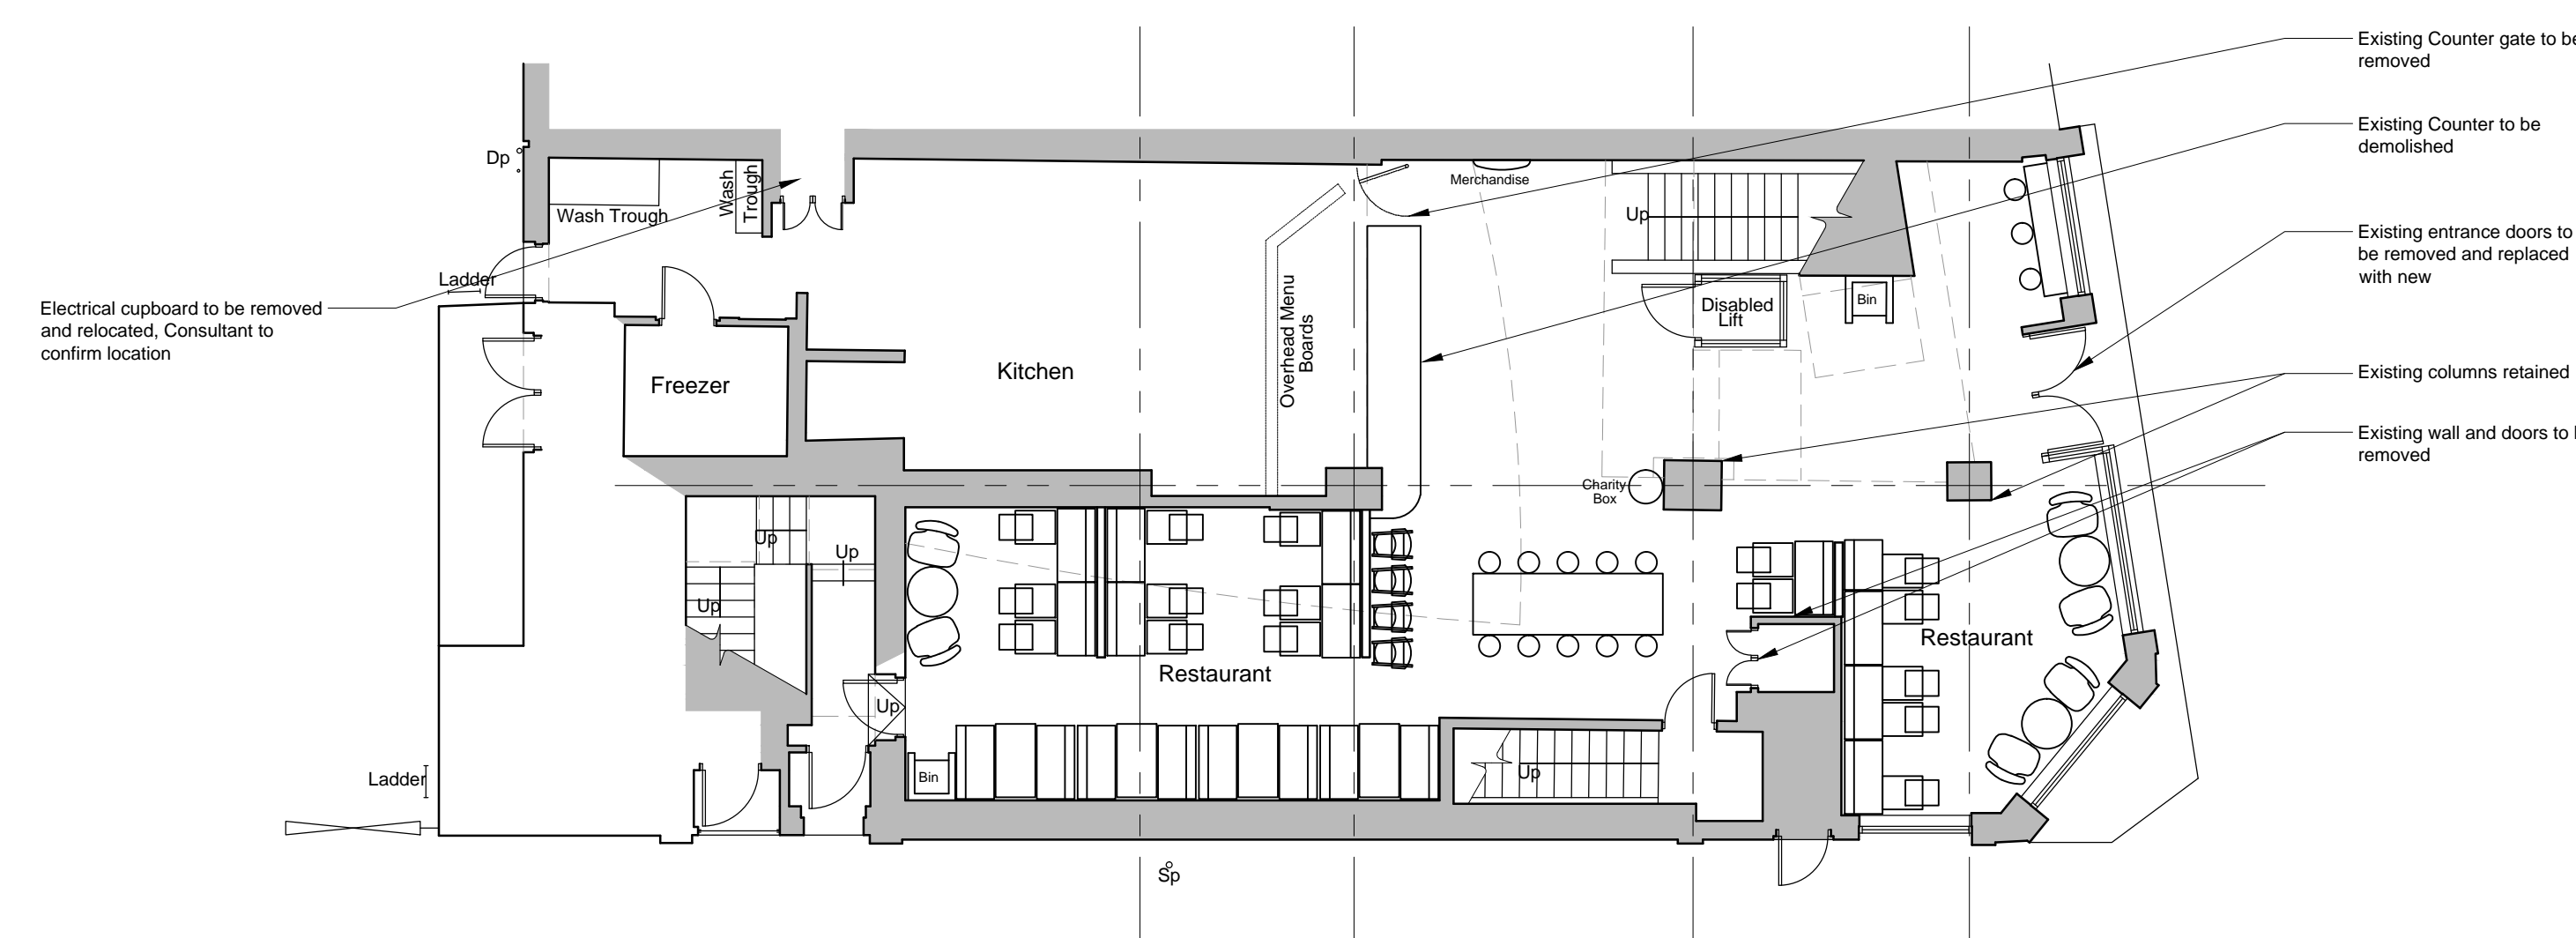 Existing Counter gate to be
removed
Existing Counter to be
demolished
Existing entrance doors to
be removed and replaced
with new
Existing columns retained
Existing wall and doors to
removed
Electrical cupboard to be removed
and relocated, Consultant to
confirm location
Dp
Ladder
Wash Trough
Wash
Trough
Freezer
Kitchen
Overhead Menu
Boards
Merchandise
Up
Disabled
Lift
Bin
Charity
Box
Up
Up
Up
Up
Restaurant
Restaurant
Bin
Up
Ladder
Sp